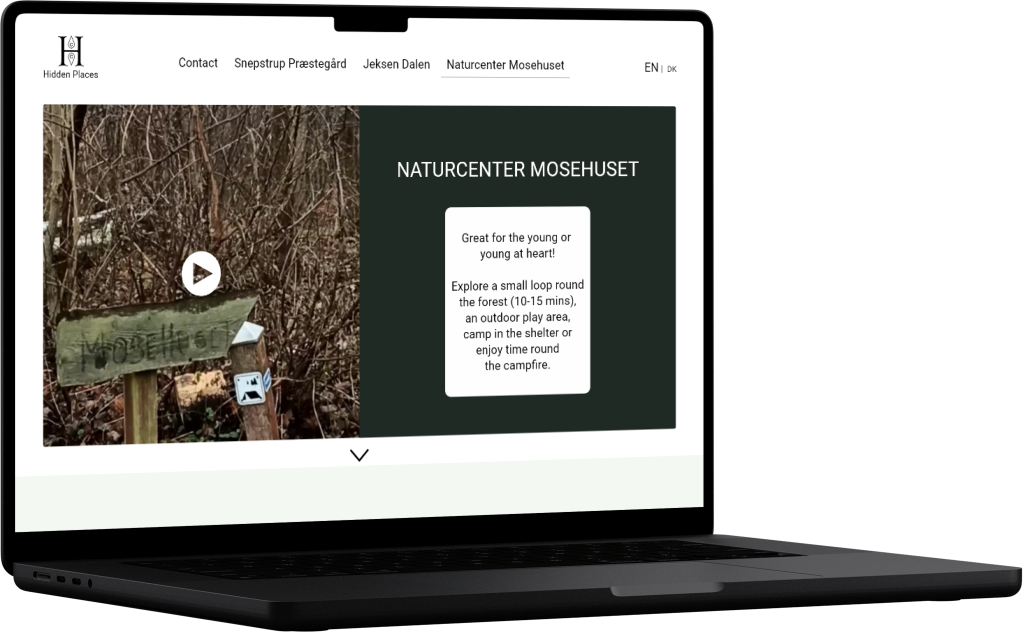 H
Hidden Places
Contact
Snepstrup Præstegård
Jeksen Dalen
Naturcenter Mosehuset
EN | DK
NATURCENTER MOSEHUSET
Great for the young or
young at heart!
Explore a small loop round
the forest (10-15 mins),
an outdoor play area,
camp in the shelter or
enjoy time round
the campfire.
MOSEHUSET